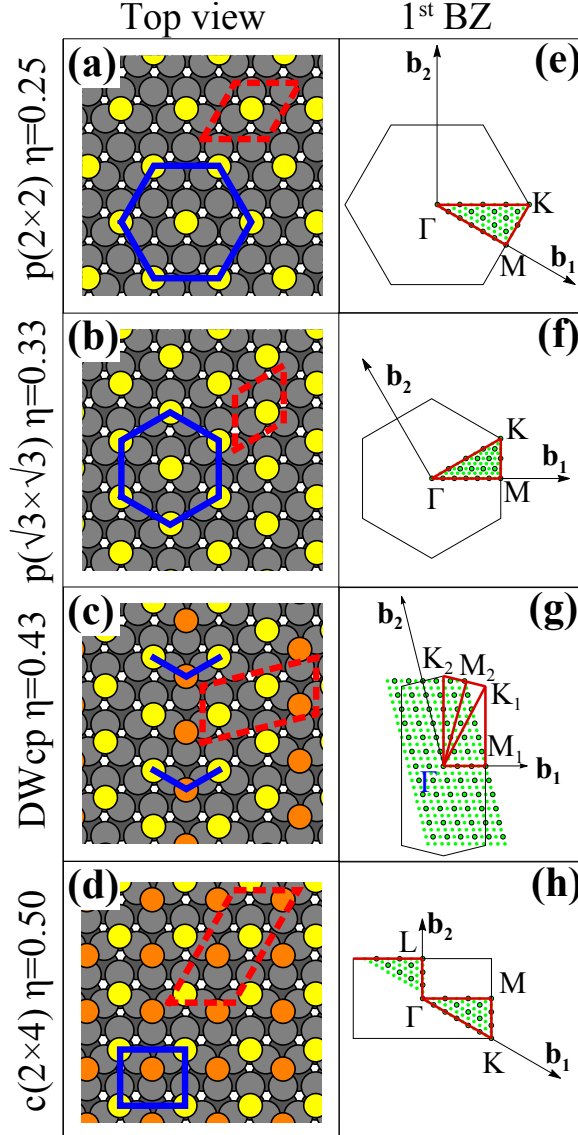 Top view
1st BZ
p(2×2) η=0.25
(a)
(e)
b2
Γ
K
M
b1
p(√3×√3) η=0.33
(b)
(f)
b2
K
b1
Γ
M
DWcp η=0.43
(c)
(g)
b2
K2
M2
K1
M1
Γ
b1
c(2×4) η=0.50
(d)
(h)
L
b2
M
Γ
K
b1